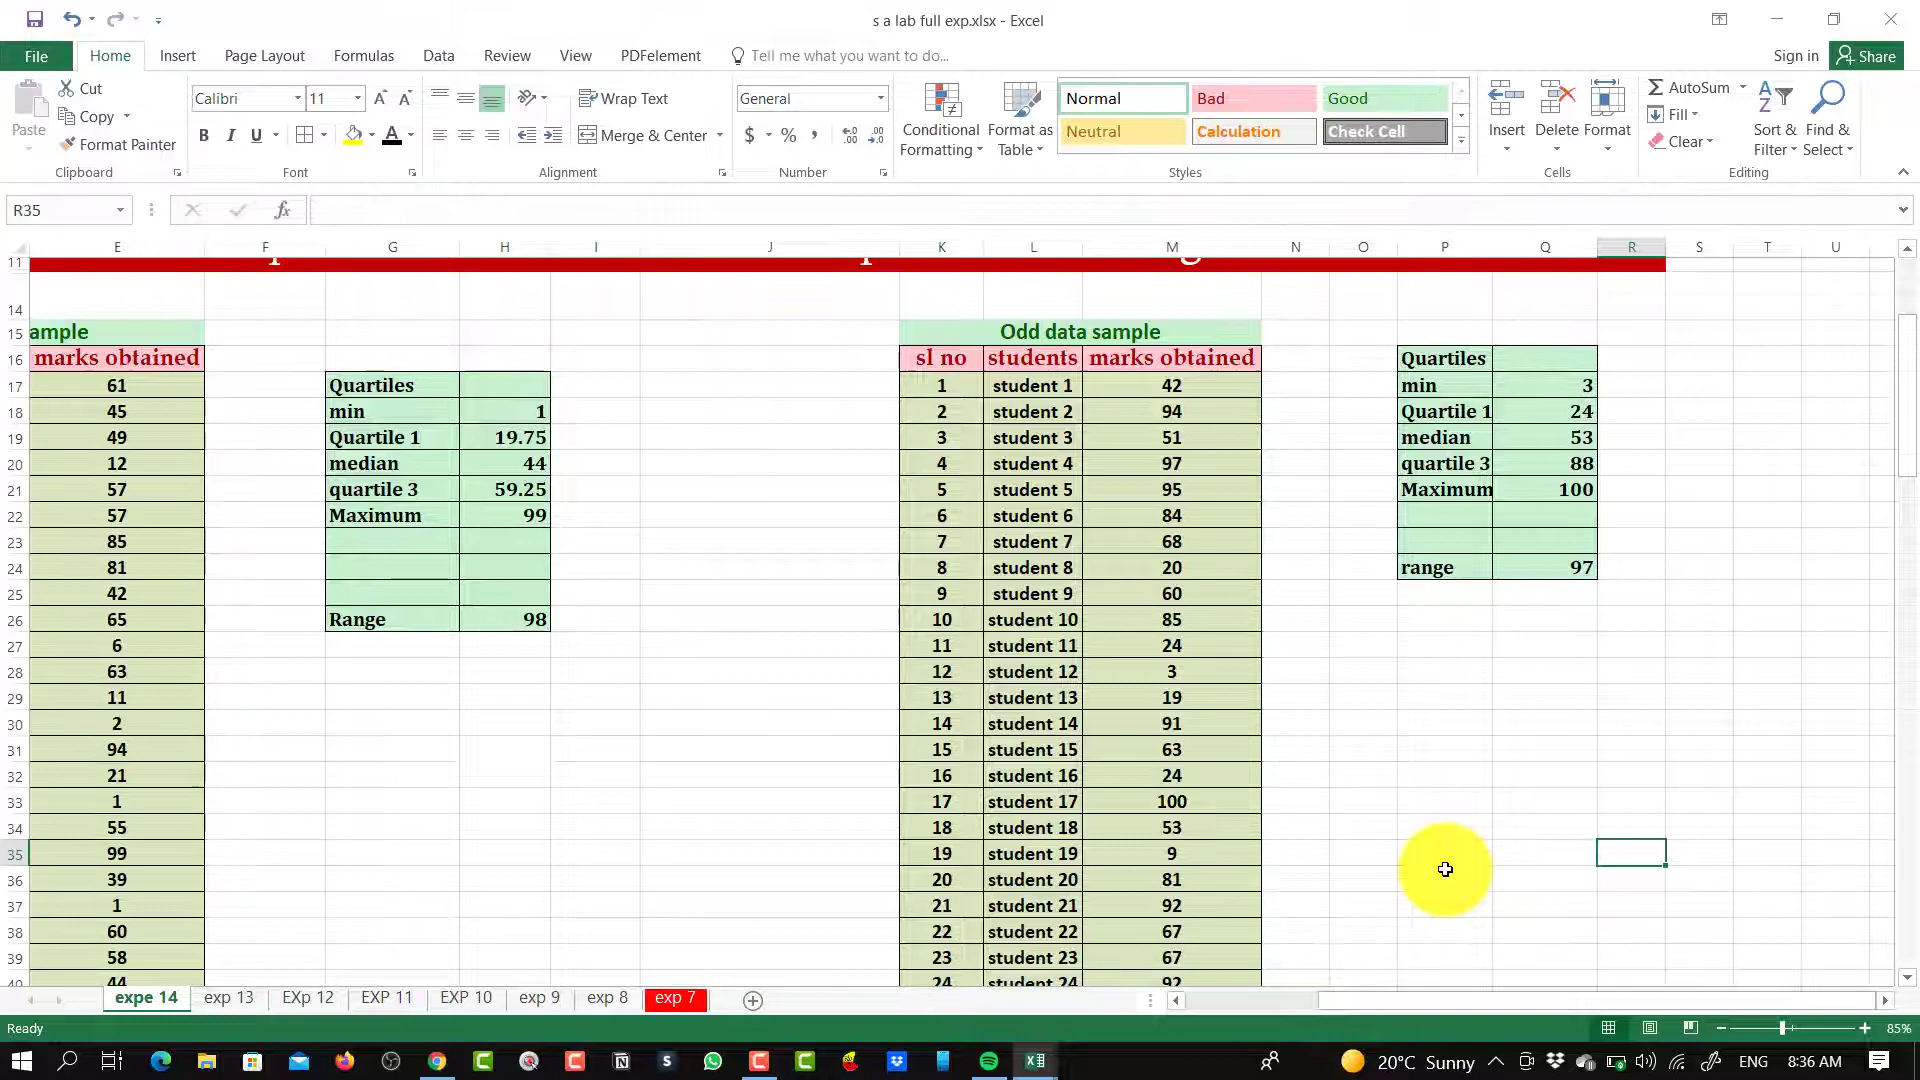 s a lab full exp.xlsx - Excel
File Home Insert Page Layout Formulas Data Review View PDFelement Tell me what you want to do... Sign in Share
Paste Cut Copy Format Painter Clipboard
Calibri 11 B I U A A A Font
Wrap Text Merge & Center Alignment
General $ % , Number
Conditional Formatting Format as Table
Normal Bad Good
Neutral Calculation Check Cell
Styles
Insert Delete Format Cells
AutoSum Fill Clear Sort & Filter Find & Select Editing
R35 fx
E F G H I J K L M N O P Q R S T U
11
14
15 ample Odd data sample
16 marks obtained sl no students marks obtained Quartiles
17 61 Quartiles 1 student 1 42 min 3
18 45 min 1 2 student 2 94 Quartile 1 24
19 49 Quartile 1 19.75 3 student 3 51 median 53
20 12 median 44 4 student 4 97 quartile 3 88
21 57 quartile 3 59.25 5 student 5 95 Maximum 100
22 57 Maximum 99 6 student 6 84
23 85 7 student 7 68
24 81 8 student 8 20 range 97
25 42 9 student 9 60
26 65 Range 98 10 student 10 85
27 6 11 student 11 24
28 63 12 student 12 3
29 11 13 student 13 19
30 2 14 student 14 91
31 94 15 student 15 63
32 21 16 student 16 24
33 1 17 student 17 100
34 55 18 student 18 53
35 99 19 student 19 9
36 39 20 student 20 81
37 1 21 student 21 92
38 60 22 student 22 67
39 58 23 student 23 67
40 44 24 student 24 92
expe 14 exp 13 EXp 12 EXP 11 EXP 10 exp 9 exp 8 exp 7
Ready 85%
20°C Sunny ENG 8:36 AM